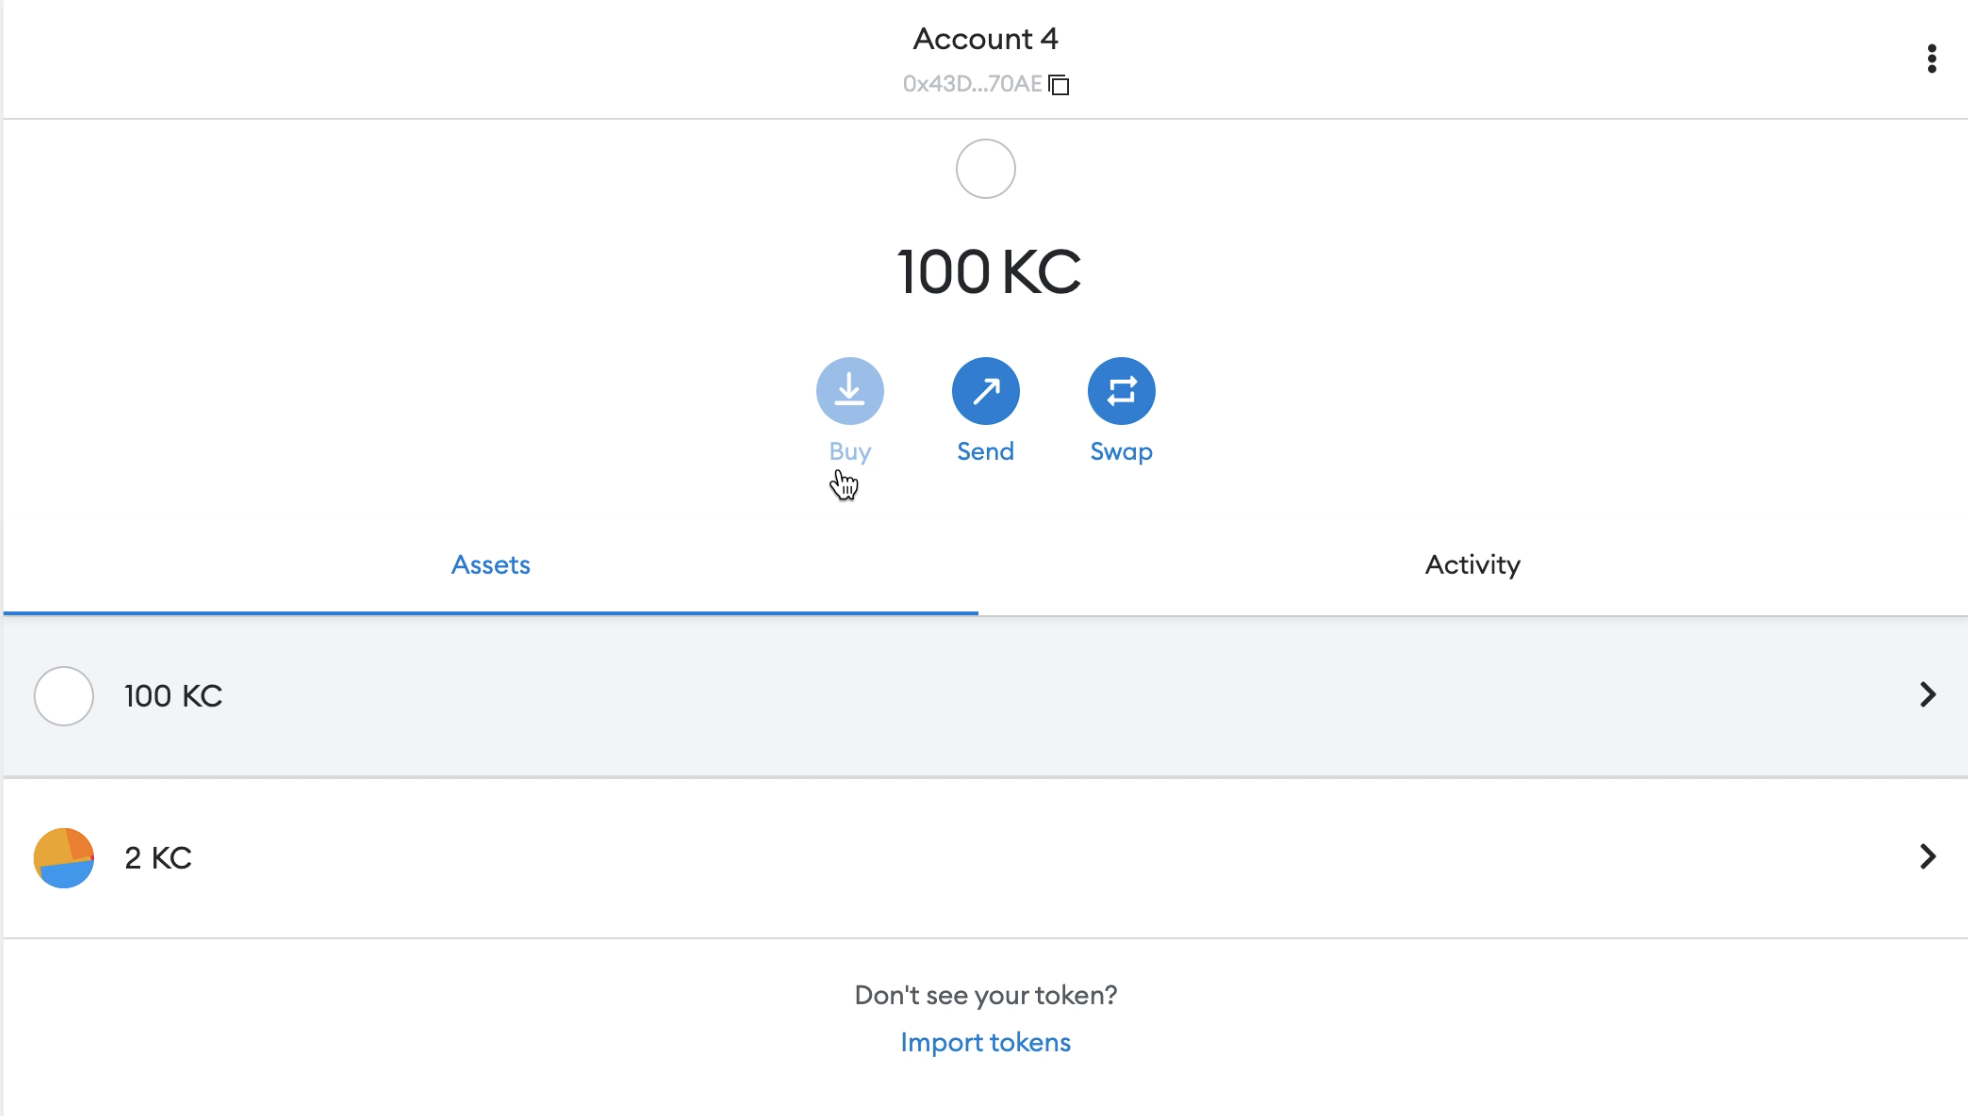 Account 4
0x43D...70AE
100 KC
Buy
Send
Swap
Assets
Activity
100 KC
2 KC
Don't see your token?
Import tokens